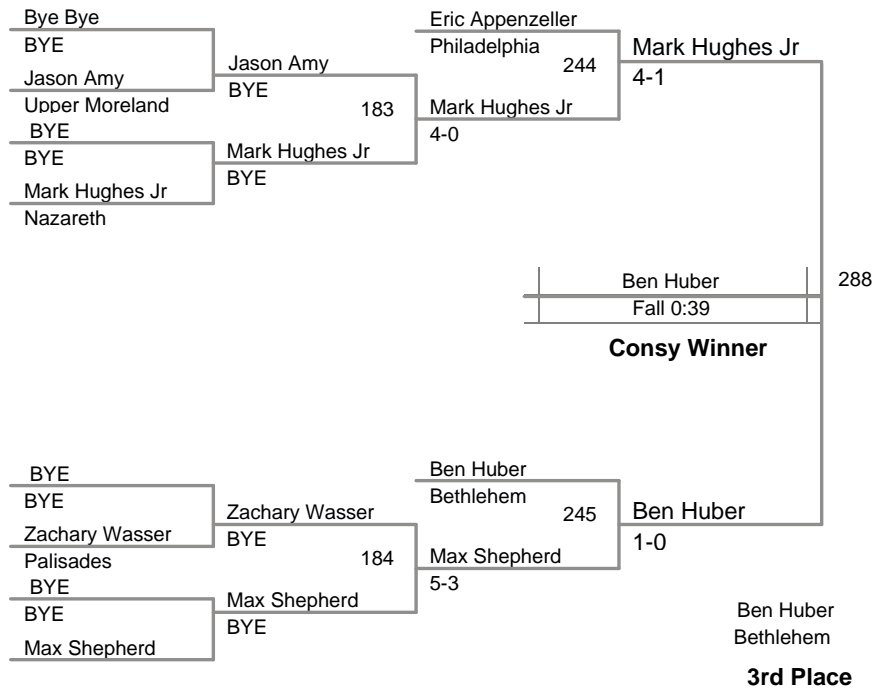 Bye Bye
BYE
Jason Amy
Upper Moreland
BYE
BYE
Mark Hughes Jr
Nazareth
Jason Amy
BYE
183
Mark Hughes Jr
BYE
Eric Appenzeller
Philadelphia
244
Mark Hughes Jr
4-0
Mark Hughes Jr
4-1
Ben Huber
288
Fall 0:39
Consy Winner
BYE
BYE
Zachary Wasser
Palisades
BYE
BYE
Max Shepherd
Zachary Wasser
BYE
184
Max Shepherd
BYE
Ben Huber
Bethlehem
245
Max Shepherd
5-3
Ben Huber
1-0
Ben Huber
Bethlehem
3rd Place